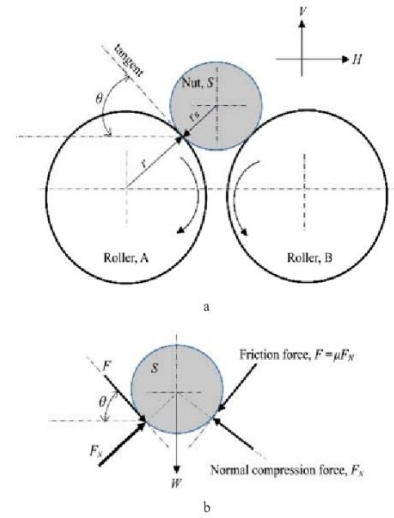 V
H
tangent
θ
Nut, S
rs
r
Roller, A
Roller, B
a
F
S
Friction force, F = μFN
θ
FN
Normal compression force, FN
W
b